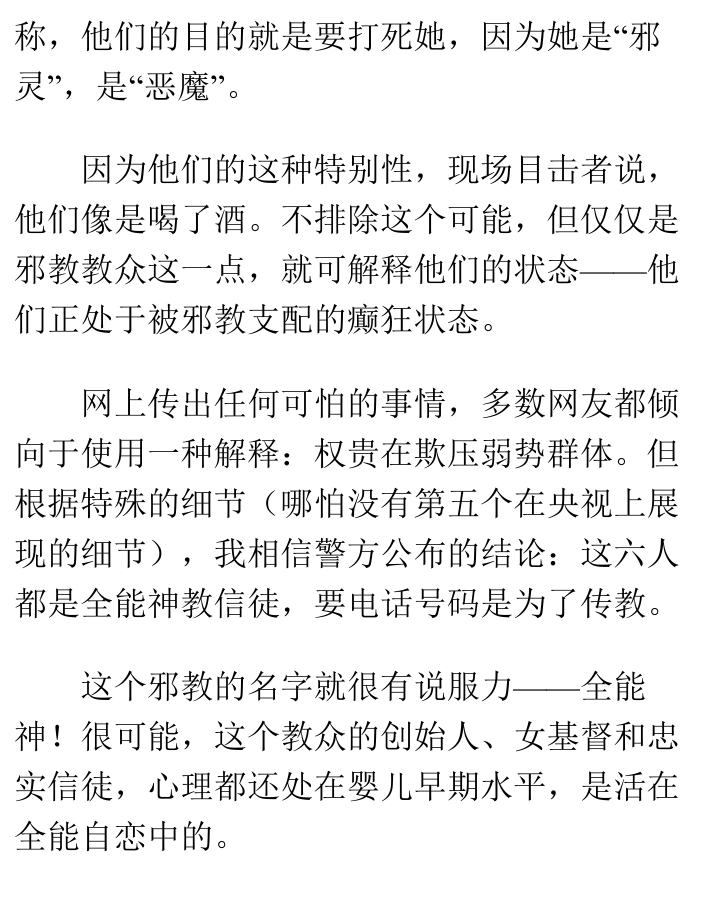 称，他们的目的就是要打死她，因为她是“邪
灵”，是“恶魔”。
因为他们的这种特别性，现场目击者说，
他们像是喝了酒。不排除这个可能，但仅仅是
邪教教众这一点，就可解释他们的状态——他
们正处于被邪教支配的癫狂状态。
网上传出任何可怕的事情，多数网友都倾
向于使用一种解释：权贵在欺压弱势群体。但
根据特殊的细节（哪怕没有第五个在央视上展
现的细节），我相信警方公布的结论：这六人
都是全能神教信徒，要电话号码是为了传教。
这个邪教的名字就很有说服力——全能
神！很可能，这个教众的创始人、女基督和忠
实信徒，心理都还处在婴儿早期水平，是活在
全能自恋中的。